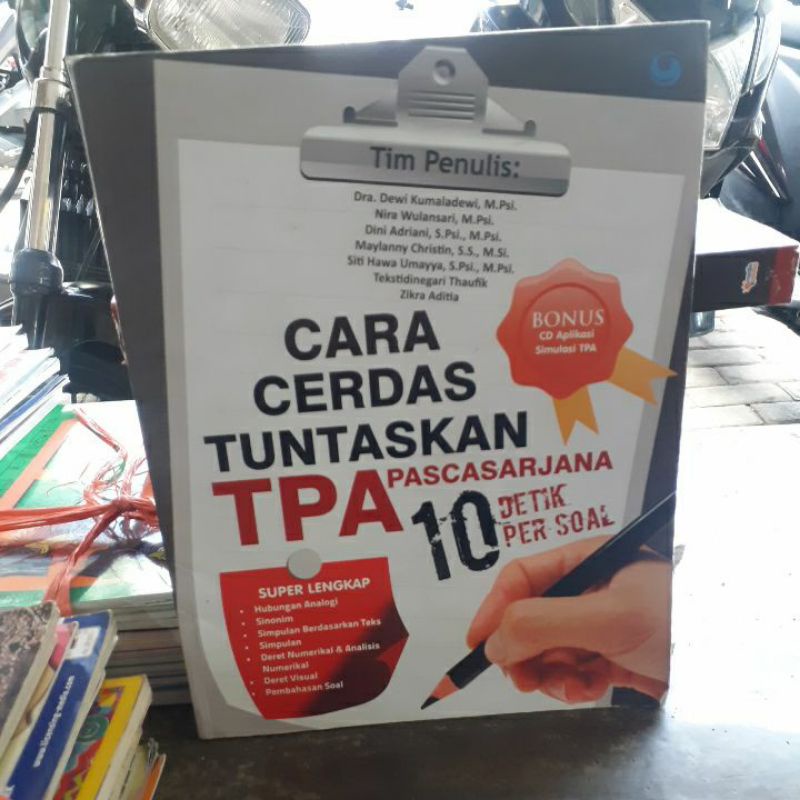 Tim Penulis:
Dra. Dewi Kumaladewi, M.Psi.
Nira Wulansari, M.Psi.
Dini Adriani, S.Psi., M.Psi.
Maylanny Christin, S.S., M.Si.
Siti Hawa Umayya, S.Psi., M.Psi.
Tekstidinegari Thaufik
Zikra Aditia
BONUS
CD Aplikasi
Simulasi TPA
CARA
CERDAS
TUNTASKAN
TPA PASCASARJANA
10 DETIK
PER SOAL
SUPER LENGKAP
• Hubungan Analogi
• Sinonim
• Simpulan Berdasarkan Teks
• Simpulan
• Deret Numerikal & Analisis
Numerikal
• Deret Visual
• Pembahasan Soal